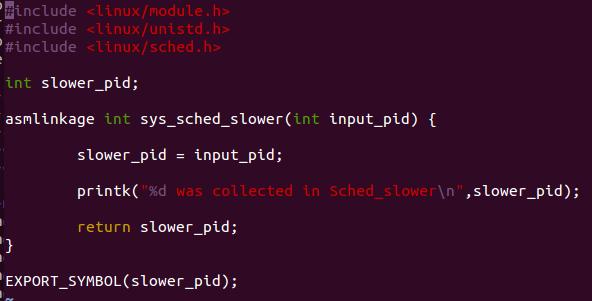 #include <linux/module.h>
#include <linux/unistd.h>
#include <linux/sched.h>
int slower_pid;
asmlinkage int sys_sched_slower(int input_pid) {
slower_pid = input_pid;
printk("%d was collected in Sched_slower\n",slower_pid);
return slower_pid;
}
EXPORT_SYMBOL(slower_pid);